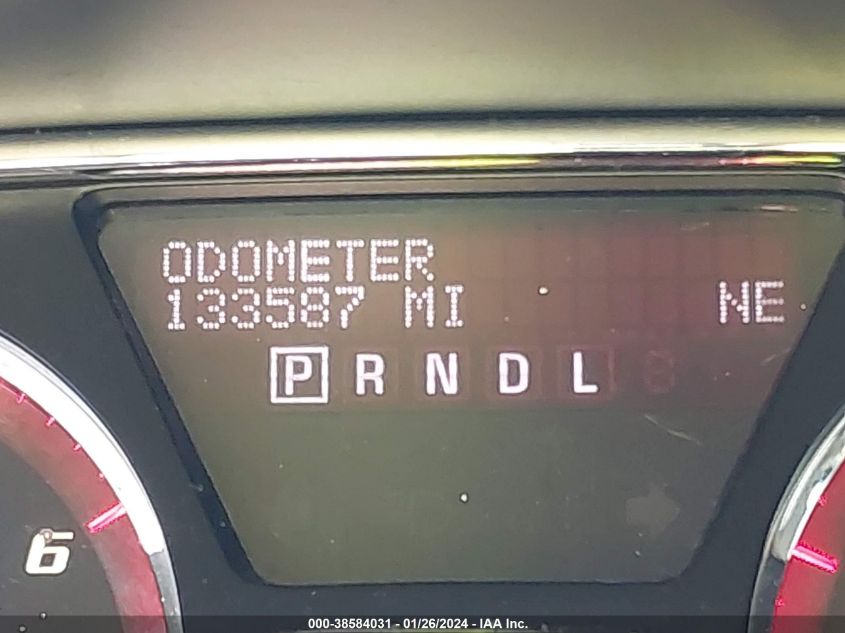 ODOMETER
133587 MI NE
P R N D L
6
000-38584031 - 01/26/2024 - IAA Inc.